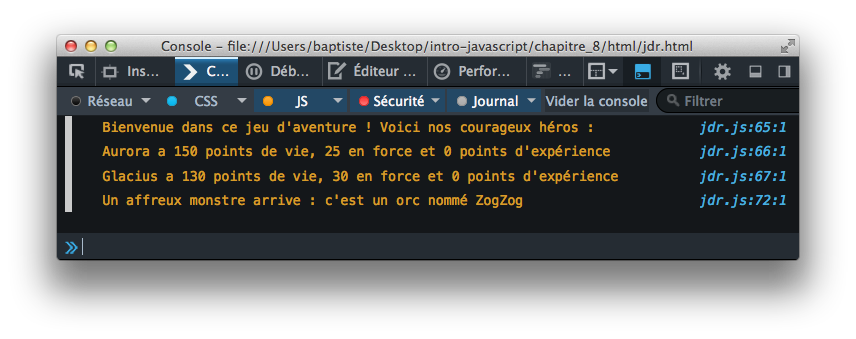 Console – file:///Users/baptiste/Desktop/intro-javascript/chapitre_8/html/jdr.html
Ins... C... Déb... Éditeur ... Perfor... ...
Réseau CSS JS Sécurité Journal Vider la console Filtrer
Bienvenue dans ce jeu d'aventure ! Voici nos courageux héros : jdr.js:65:1
Aurora a 150 points de vie, 25 en force et 0 points d'expérience jdr.js:66:1
Glacius a 130 points de vie, 30 en force et 0 points d'expérience jdr.js:67:1
Un affreux monstre arrive : c'est un orc nommé ZogZog jdr.js:72:1